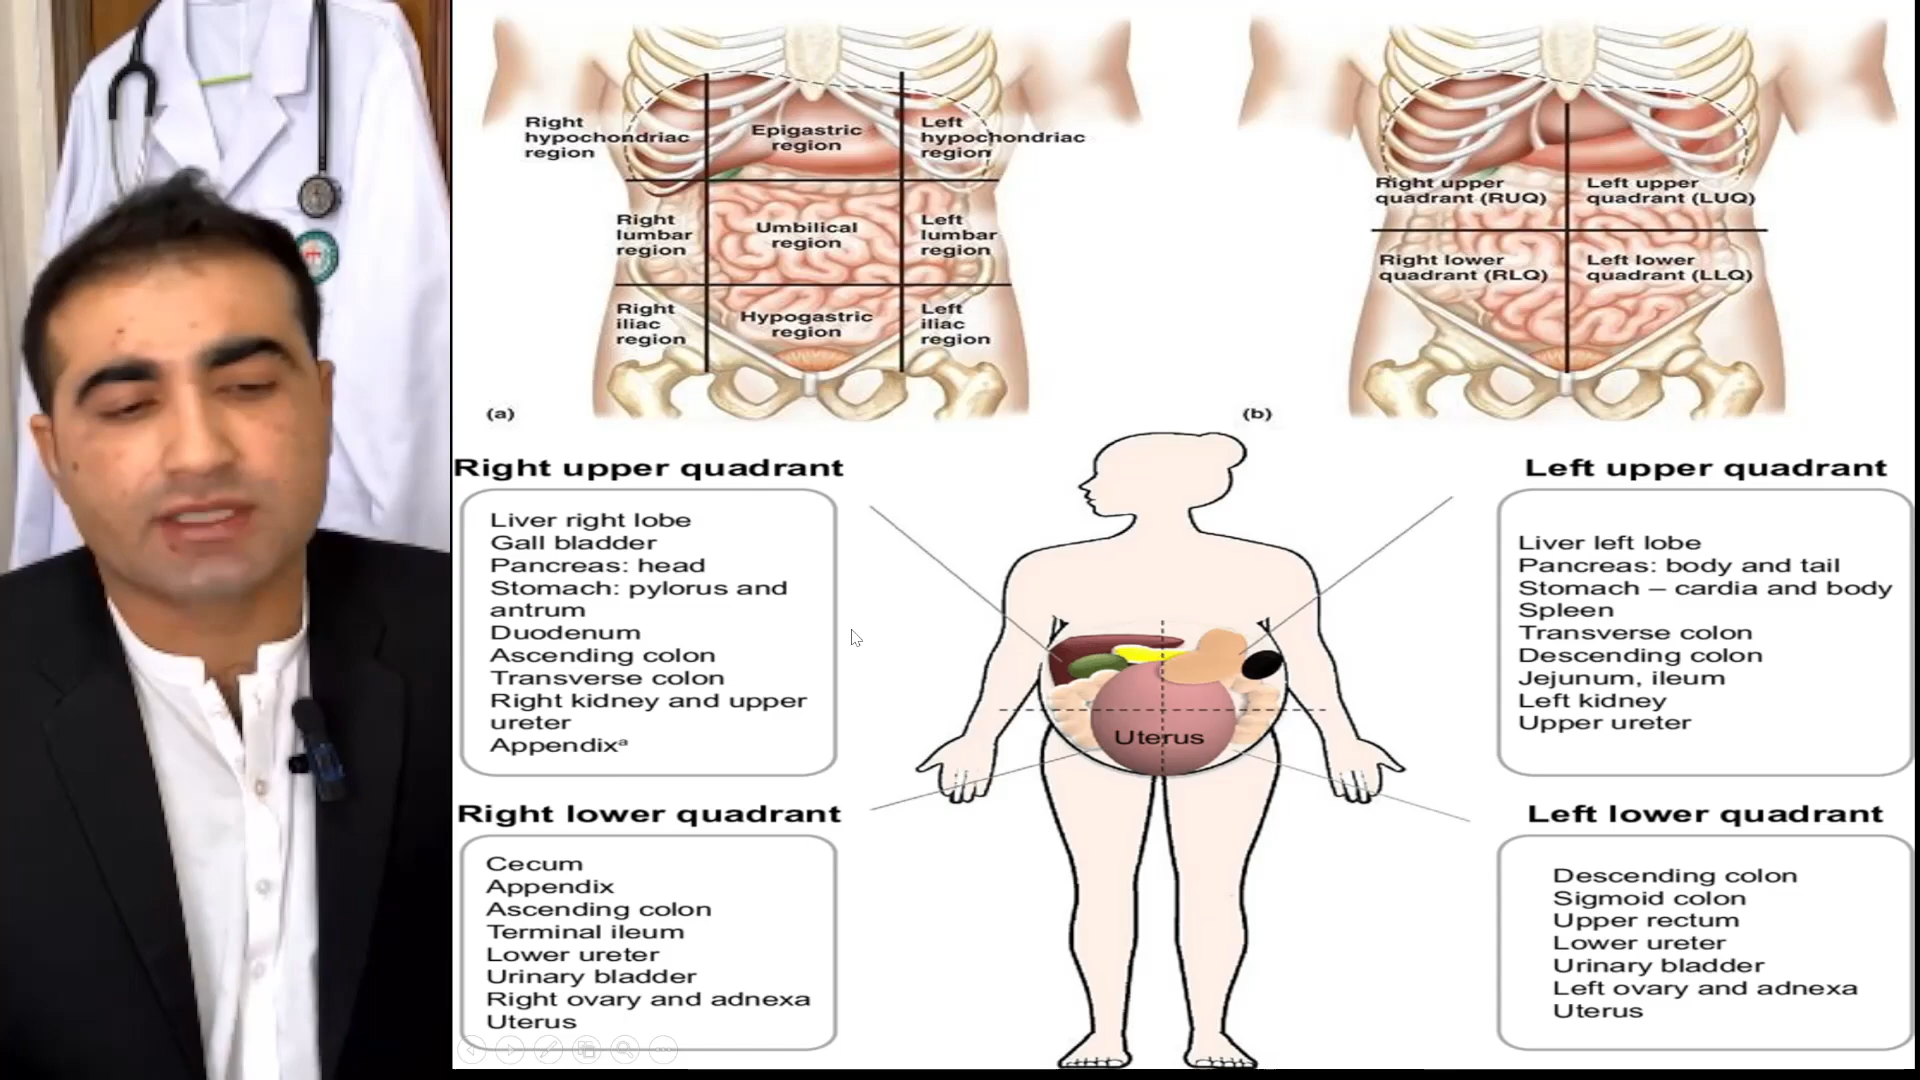 Right
hypochondriac
region
Epigastric
region
Left
hypochondriac
region
Right
lumbar
region
Umbilical
region
Left
lumbar
region
Right
iliac
region
Hypogastric
region
Left
iliac
region
(a)
Right upper
quadrant (RUQ)
Left upper
quadrant (LUQ)
Right lower
quadrant (RLQ)
Left lower
quadrant (LLQ)
(b)
Right upper quadrant
Liver right lobe
Gall bladder
Pancreas: head
Stomach: pylorus and
antrum
Duodenum
Ascending colon
Transverse colon
Right kidney and upper
ureter
Appendixᵃ
Left upper quadrant
Liver left lobe
Pancreas: body and tail
Stomach – cardia and body
Spleen
Transverse colon
Descending colon
Jejunum, ileum
Left kidney
Upper ureter
Uterus
Right lower quadrant
Cecum
Appendix
Ascending colon
Terminal ileum
Lower ureter
Urinary bladder
Right ovary and adnexa
Uterus
Left lower quadrant
Descending colon
Sigmoid colon
Upper rectum
Lower ureter
Urinary bladder
Left ovary and adnexa
Uterus